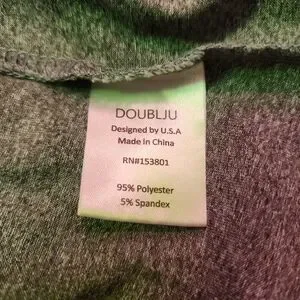 DOUBLJU
Designed by U.S.A
Made in China
RN#153801
95% Polyester
5% Spandex